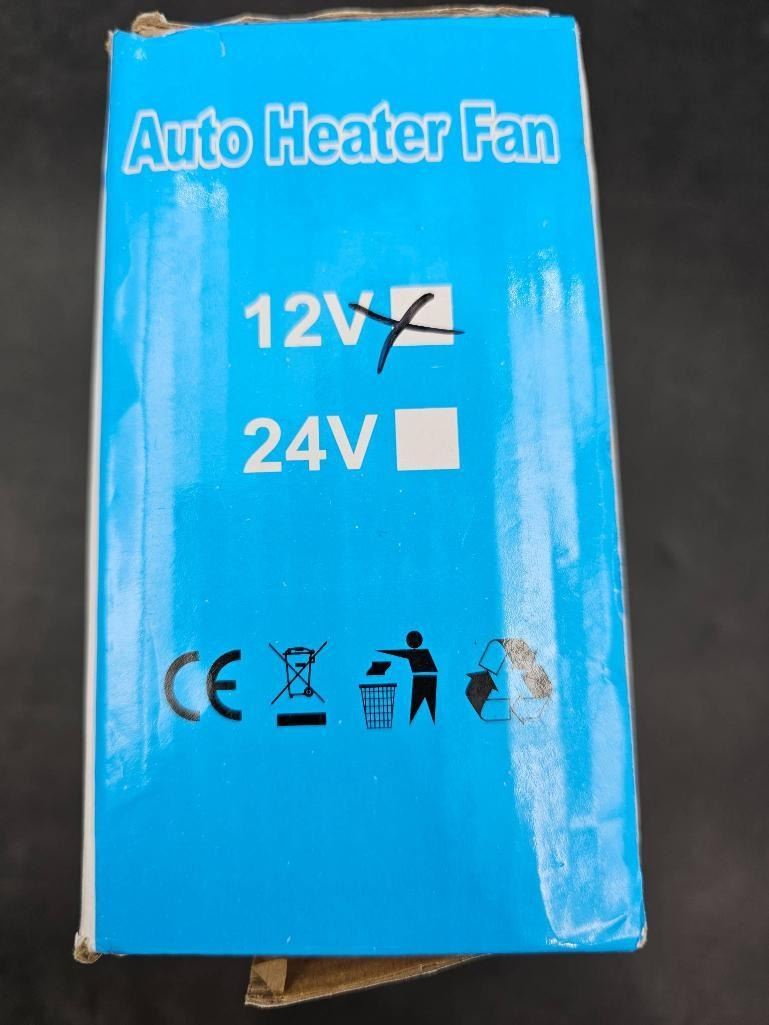 Auto Heater Fan
12V
24V
CE